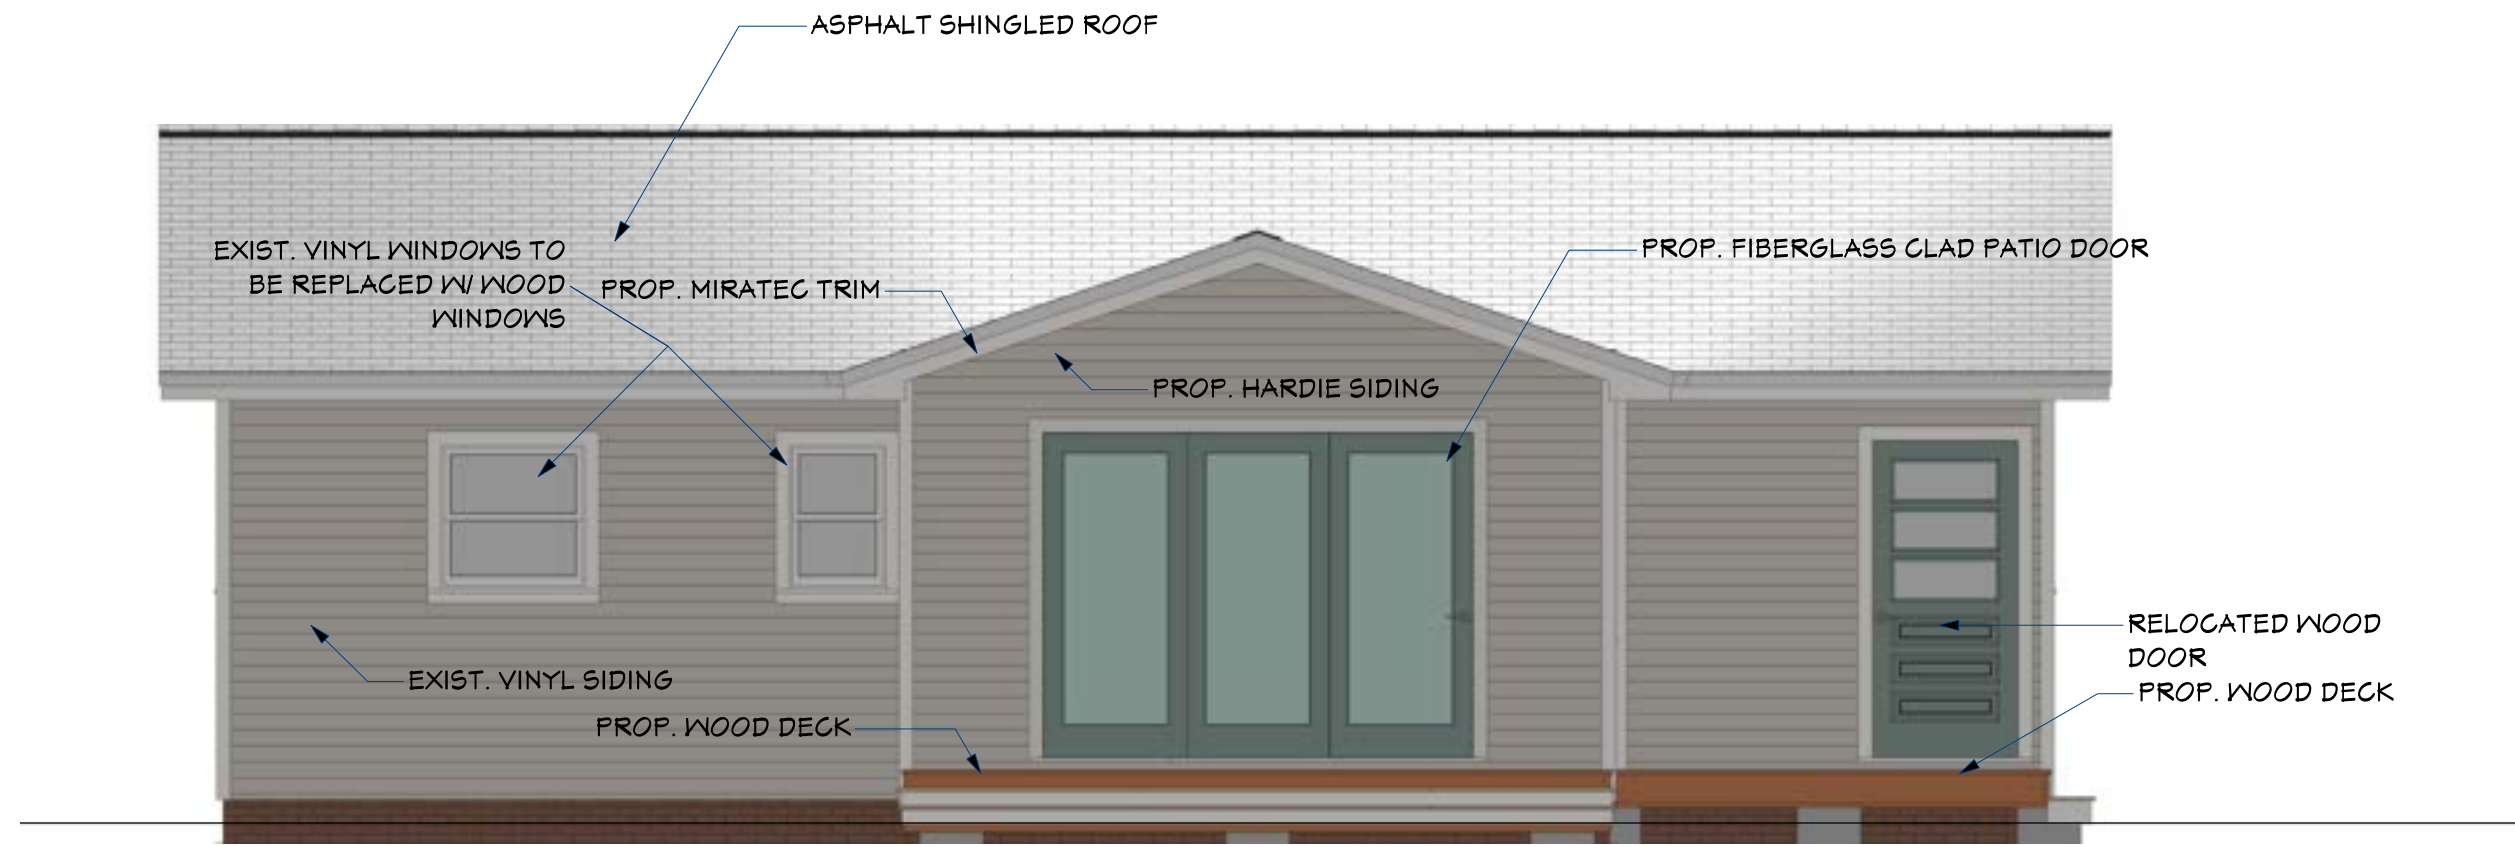 ASPHALT SHINGLED ROOF
EXIST. VINYL WINDOWS TO
BE REPLACED W/ WOOD
WINDOWS
PROP. MIRATEC TRIM
PROP. FIBERGLASS CLAD PATIO DOOR
PROP. HARDIE SIDING
EXIST. VINYL SIDING
PROP. WOOD DECK
RELOCATED WOOD
DOOR
PROP. WOOD DECK